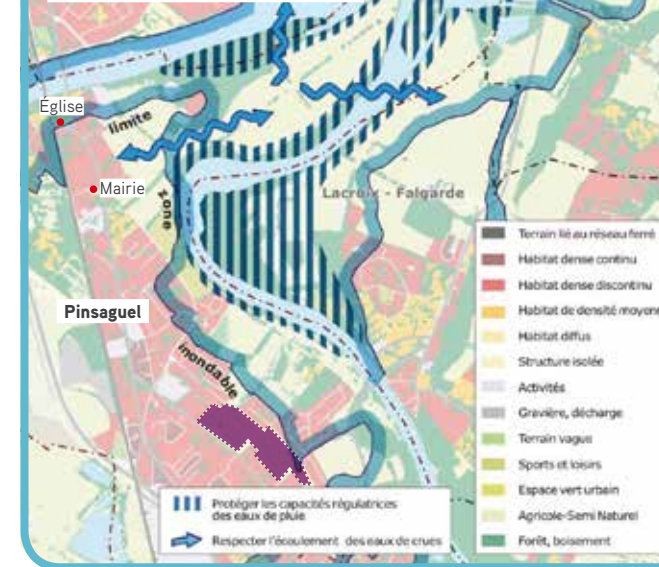 Église
limite
Mairie
zone
Lacroix - Falgarde
Pinsaguel
inondable
Terrain lié au réseau ferré
Habitat dense continu
Habitat dense discontinu
Habitat de densité moyenne
Habitat diffus
Structure isolée
Activités
Gravière, décharge
Terrain vague
Sports et loisirs
Espace vert urbain
Agricole-Semi Naturel
Forêt, boisement
Protéger les capacités régulatrices
des eaux de pluie
Respecter l'écoulement des eaux de crues